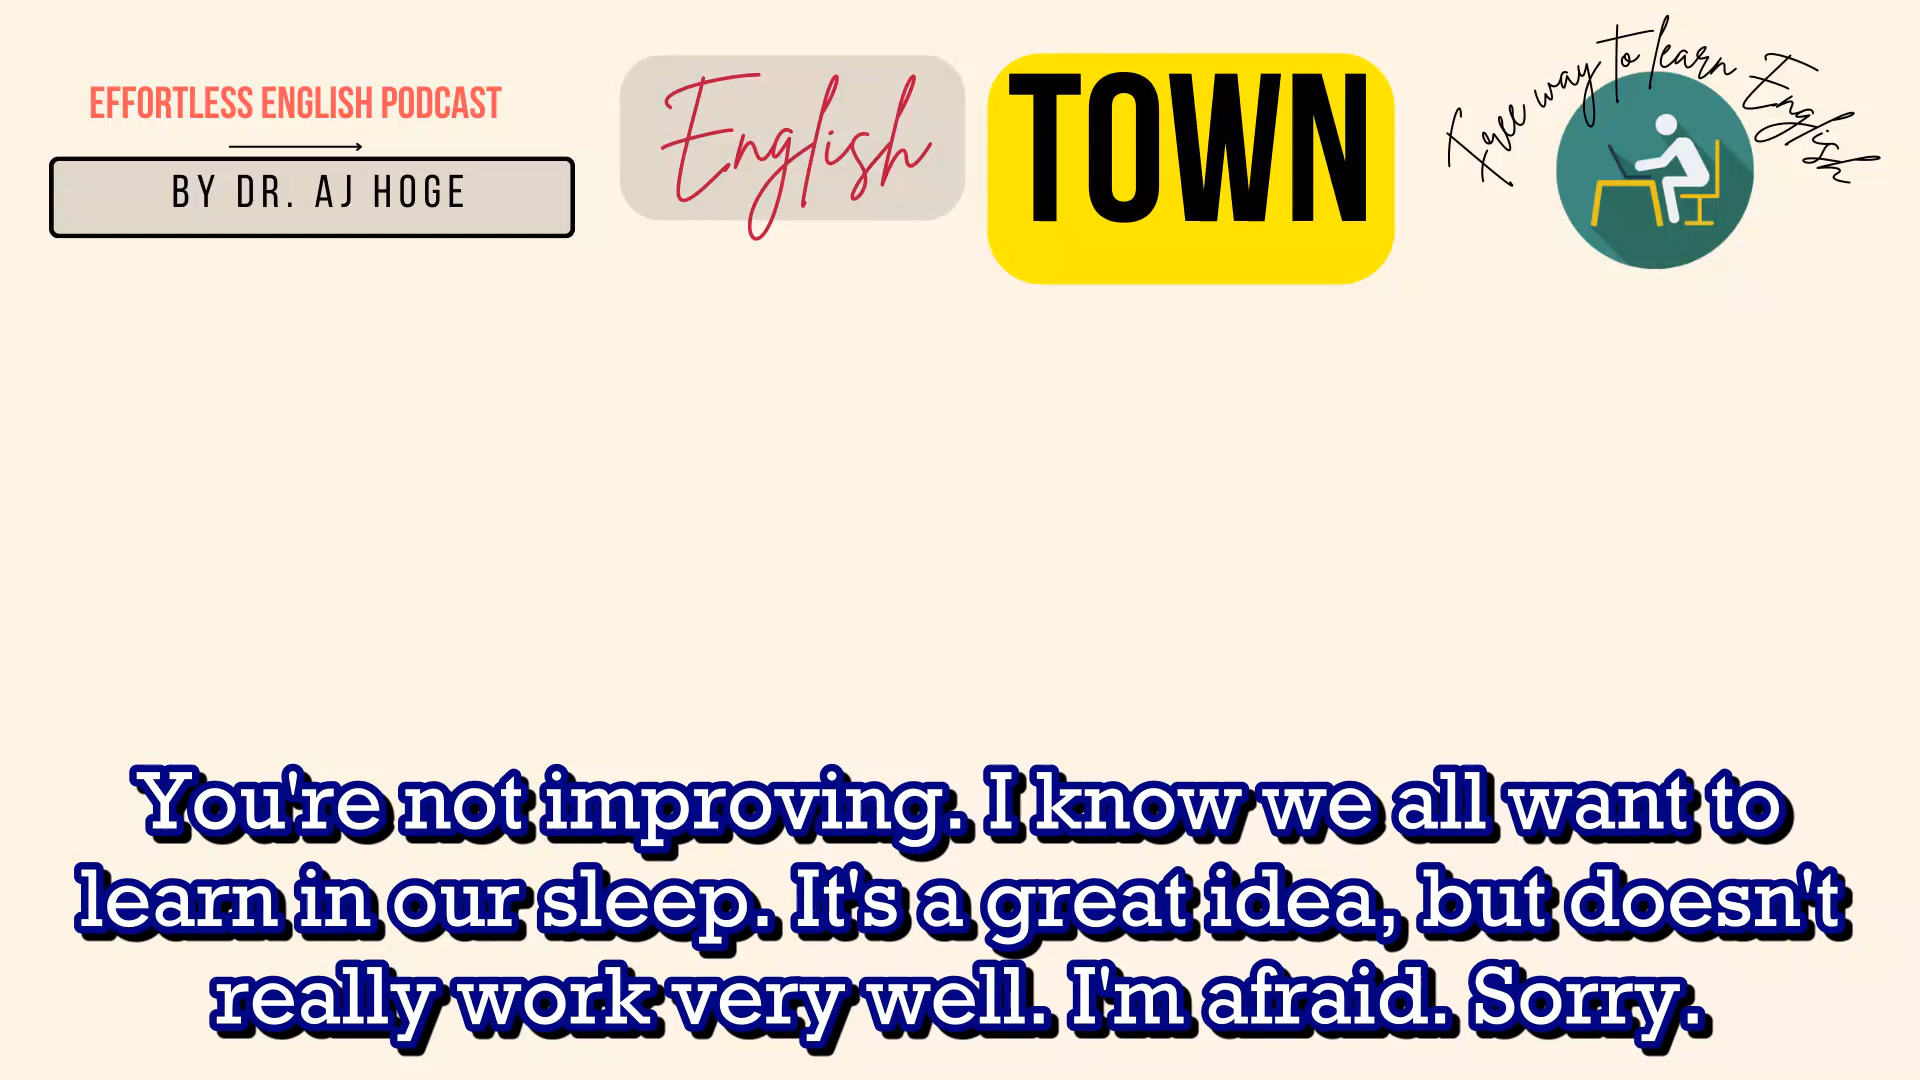 EFFORTLESS ENGLISH PODCAST
BY DR. AJ HOGE
English TOWN
Free way to learn English
You're not improving. I know we all want to
learn in our sleep. It's a great idea, but doesn't
really work very well. I'm afraid. Sorry.